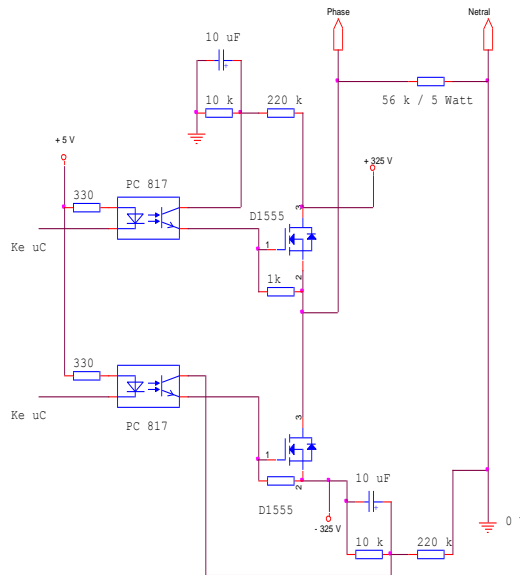 Phase
Netral
10 uF
10 k
220 k
56 k / 5 Watt
+ 5 V
+ 325 V
330
PC 817
D1555
3
1
2
Ke uC
1k
330
PC 817
Ke uC
3
1
2
D1555
10 uF
- 325 V
10 k
220 k
0